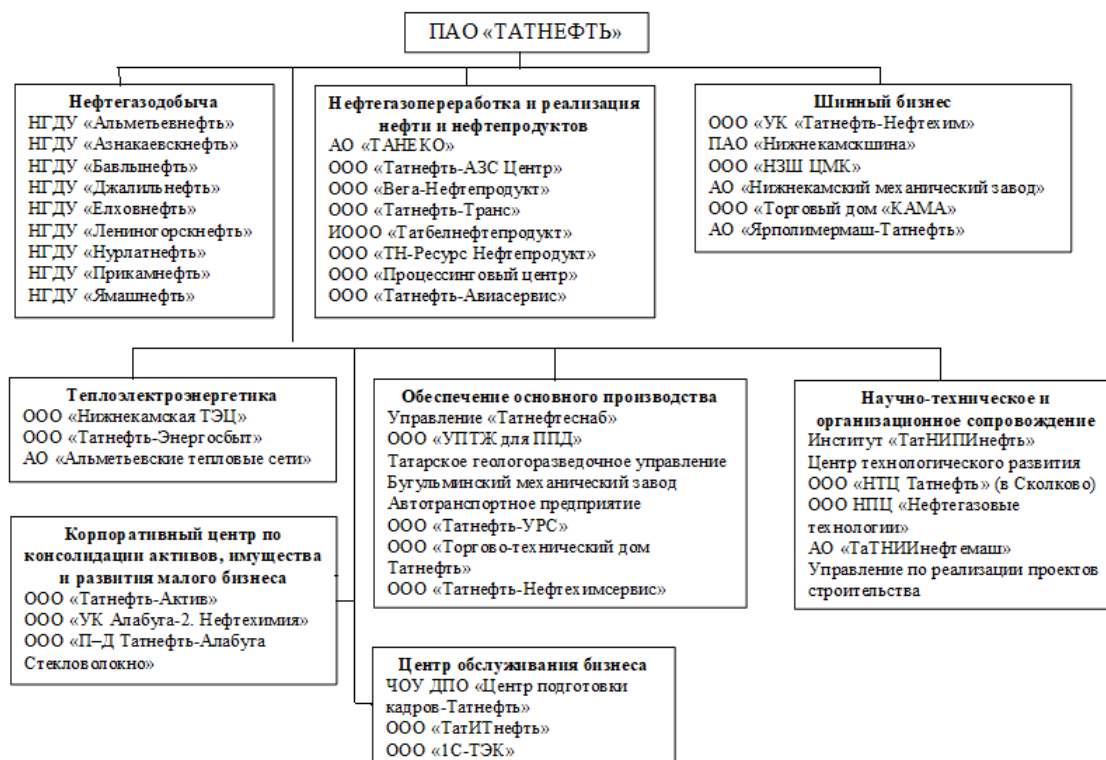 ПАО «ТАТНЕФТЬ»
Нефтегазодобыча
НГДУ «Альметьевнефть»
НГДУ «Азнакаевскнефть»
НГДУ «Бавлынефть»
НГДУ «Джалильнефть»
НГДУ «Елховнефть»
НГДУ «Лениногорскнефть»
НГДУ «Нурлатнефть»
НГДУ «Прикамнефть»
НГДУ «Ямашнефть»
Нефтегазопереработка и реализация
нефти и нефтепродуктов
АО «ТАНЕКО»
ООО «Татнефть-АЗС Центр»
ООО «Вега-Нефтепродукт»
ООО «Татнефть-Транс»
ИООО «Татбелнефтепродукт»
ООО «ТН-Ресурс Нефтепродукт»
ООО «Процессинговый центр»
ООО «Татнефть-Авиасервис»
Шинный бизнес
ООО «УК «Татнефть-Нефтехим»
ПАО «Нижнекамскшина»
ООО «НЗШ ЦМК»
АО «Нижнекамский механический завод»
ООО «Торговый дом «КАМА»
АО «Ярполимермаш-Татнефть»
Теплоэлектроэнергетика
ООО «Нижнекамская ТЭЦ»
ООО «Татнефть-Энергосбыт»
АО «Альметьевские тепловые сети»
Обеспечение основного производства
Управление «Татнефтеснаб»
ООО «УПТЖ для ППД»
Татарское геологоразведочное управление
Бугульминский механический завод
Автотранспортное предприятие
ООО «Татнефть-УРС»
ООО «Торгово-технический дом
Татнефть»
ООО «Татнефть-Нефтехимсервис»
Научно-техническое и
организационное сопровождение
Институт «ТатНИПИнефть»
Центр технологического развития
ООО «НТЦ Татнефть» (в Сколково)
ООО НПЦ «Нефтегазовые
технологии»
АО «ТаТНИИнефтемаш»
Управление по реализации проектов
строительства
Корпоративный центр по
консолидации активов, имущества
и развития малого бизнеса
ООО «Татнефть-Актив»
ООО «УК Алабуга-2. Нефтехимия»
ООО «П–Д Татнефть-Алабуга
Стекловолокно»
Центр обслуживания бизнеса
ЧОУ ДПО «Центр подготовки
кадров-Татнефть»
ООО «ТатИТнефть»
ООО «1С-ТЭК»